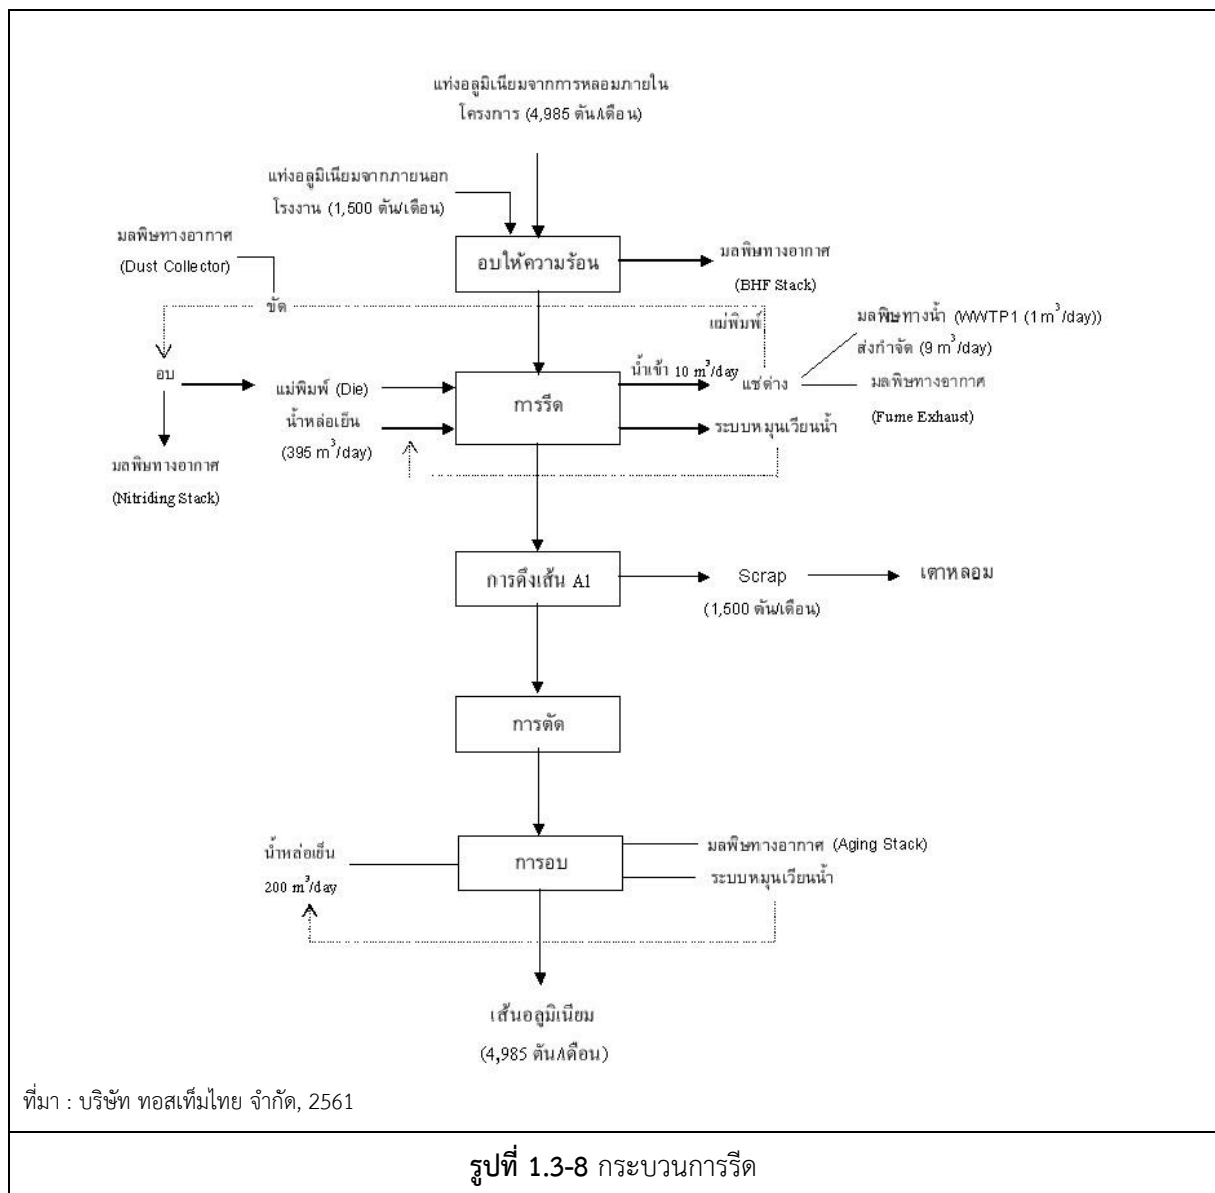 แท่งอลูมิเนียมจากการหลอมภายใน
โครงการ (4,985 ตัน/เดือน)
แท่งอลูมิเนียมจากภายนอก
โรงงาน (1,500 ตัน/เดือน)
มลพิษทางอากาศ
(Dust Collector)
อบให้ความร้อน
มลพิษทางอากาศ
(BHF Stack)
ขัด
แม่พิมพ์
มลพิษทางน้ำ (WWTP1 (1 m³/day))
ส่งกำจัด (9 m³/day)
อบ
แม่พิมพ์ (Die)
การรีด
น้ำเข้า 10 m³/day
แช่ด่าง
มลพิษทางอากาศ
(Fume Exhaust)
น้ำหล่อเย็น
(395 m³/day)
ระบบหมุนเวียนน้ำ
มลพิษทางอากาศ
(Nitriding Stack)
การดึงเส้น Al
Scrap
(1,500 ตัน/เดือน)
เตาหลอม
การตัด
น้ำหล่อเย็น
200 m³/day
การอบ
มลพิษทางอากาศ (Aging Stack)
ระบบหมุนเวียนน้ำ
เส้นอลูมิเนียม
(4,985 ตัน/เดือน)
ที่มา : บริษัท ทอสเท็มไทย จำกัด, 2561
รูปที่ 1.3-8 กระบวนการรีด